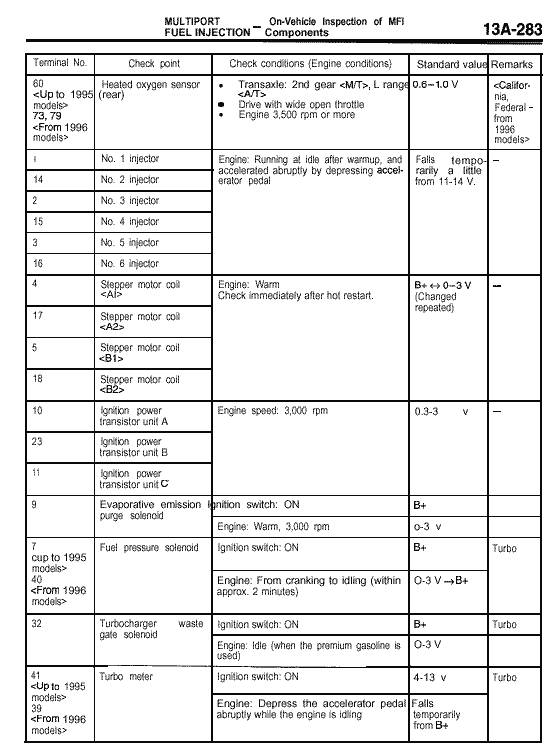 MULTIPORT FUEL INJECTION – On-Vehicle Inspection of MFI Components 13A-283
Terminal No. Check point Check conditions (Engine conditions) Standard value Remarks
60 Heated oxygen sensor • Transaxle: 2nd gear <M/T>, L range 0.6–1.0 V <Califor-
<Up to 1995 (rear) <A/T> nia,
models> • Drive with wide open throttle Federal –
73, 79 • Engine 3,500 rpm or more from
<From 1996 1996
models> models>
I No. 1 injector Engine: Running at idle after warmup, and Falls tempo- –
accelerated abruptly by depressing accel- rarily a little
14 No. 2 injector erator pedal from 11-14 V.
2 No. 3 injector
15 No. 4 injector
3 No. 5 injector
16 No. 6 injector
4 Stepper motor coil Engine: Warm B+ ↔ 0–3 V –
<AI> Check immediately after hot restart. (Changed
repeated)
17 Stepper motor coil
<A2>
5 Stepper motor coil
<B1>
18 Stepper motor coil
<B2>
10 Ignition power Engine speed: 3,000 rpm 0.3-3 v –
transistor unit A
23 Ignition power
transistor unit B
11 Ignition power
transistor unit C
9 Evaporative emission Ignition switch: ON B+
purge solenoid
Engine: Warm, 3,000 rpm o-3 v
7 Fuel pressure solenoid Ignition switch: ON B+ Turbo
cup to 1995
models>
40 Engine: From cranking to idling (within O-3 V →B+
<From 1996 approx. 2 minutes)
models>
32 Turbocharger waste Ignition switch: ON B+ Turbo
gate solenoid
Engine: Idle (when the premium gasoline is O-3 V
used)
41 Turbo meter Ignition switch: ON 4-13 v Turbo
<Up to 1995
models>
39 Engine: Depress the accelerator pedal Falls
<From 1996 abruptly while the engine is idling temporarily
models> from B+